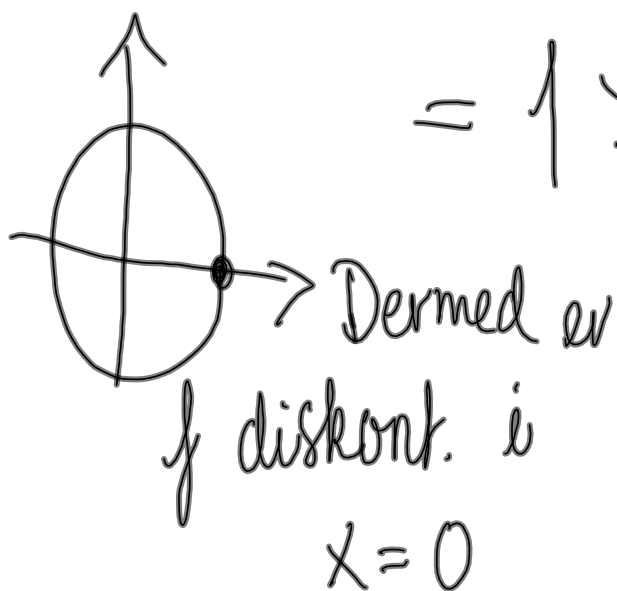 = 1
Dermed er
f diskont. i
x = 0